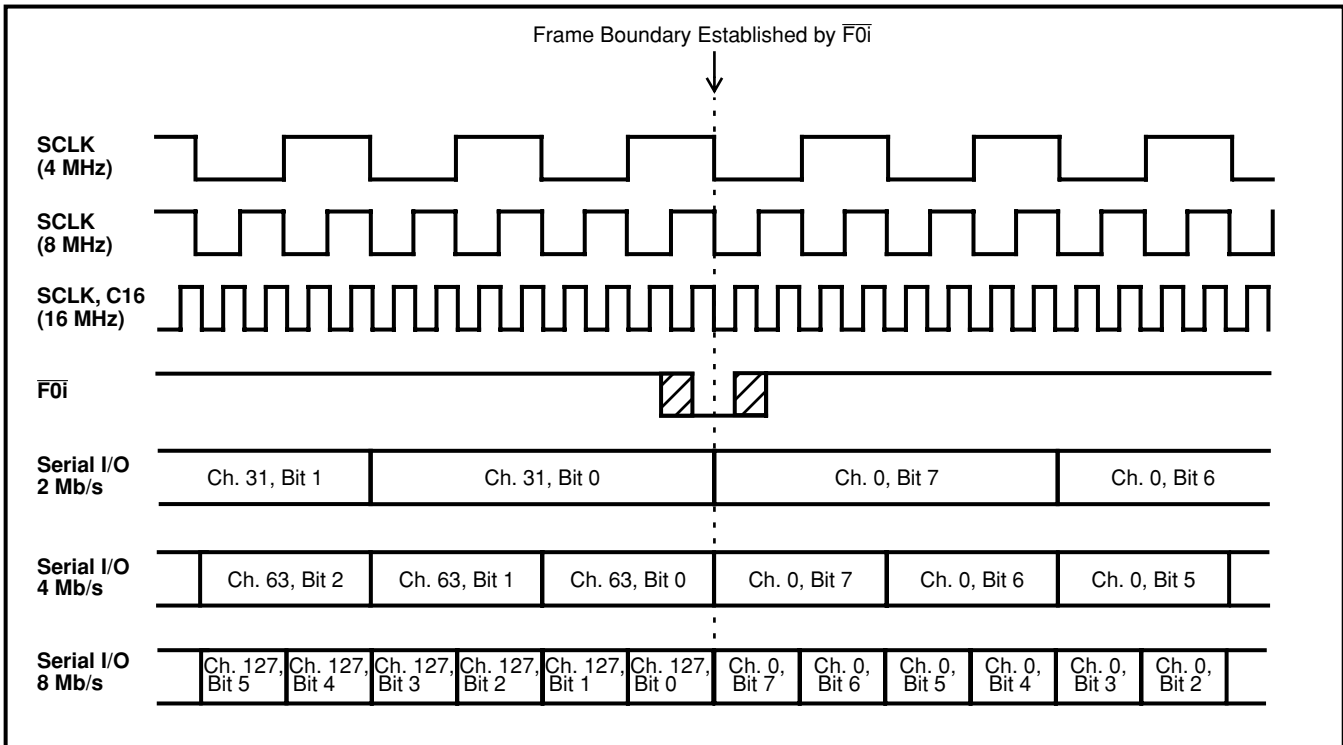 Frame Boundary Established by F0i
SCLK
(4 MHz)
SCLK
(8 MHz)
SCLK, C16
(16 MHz)
F0i
Serial I/O
2 Mb/s
Ch. 31, Bit 1
Ch. 31, Bit 0
Ch. 0, Bit 7
Ch. 0, Bit 6
Serial I/O
4 Mb/s
Ch. 63, Bit 2
Ch. 63, Bit 1
Ch. 63, Bit 0
Ch. 0, Bit 7
Ch. 0, Bit 6
Ch. 0, Bit 5
Serial I/O
8 Mb/s
Ch. 127,
Bit 5
Ch. 127,
Bit 4
Ch. 127,
Bit 3
Ch. 127,
Bit 2
Ch. 127,
Bit 1
Ch. 127,
Bit 0
Ch. 0,
Bit 7
Ch. 0,
Bit 6
Ch. 0,
Bit 5
Ch. 0,
Bit 4
Ch. 0,
Bit 3
Ch. 0,
Bit 2